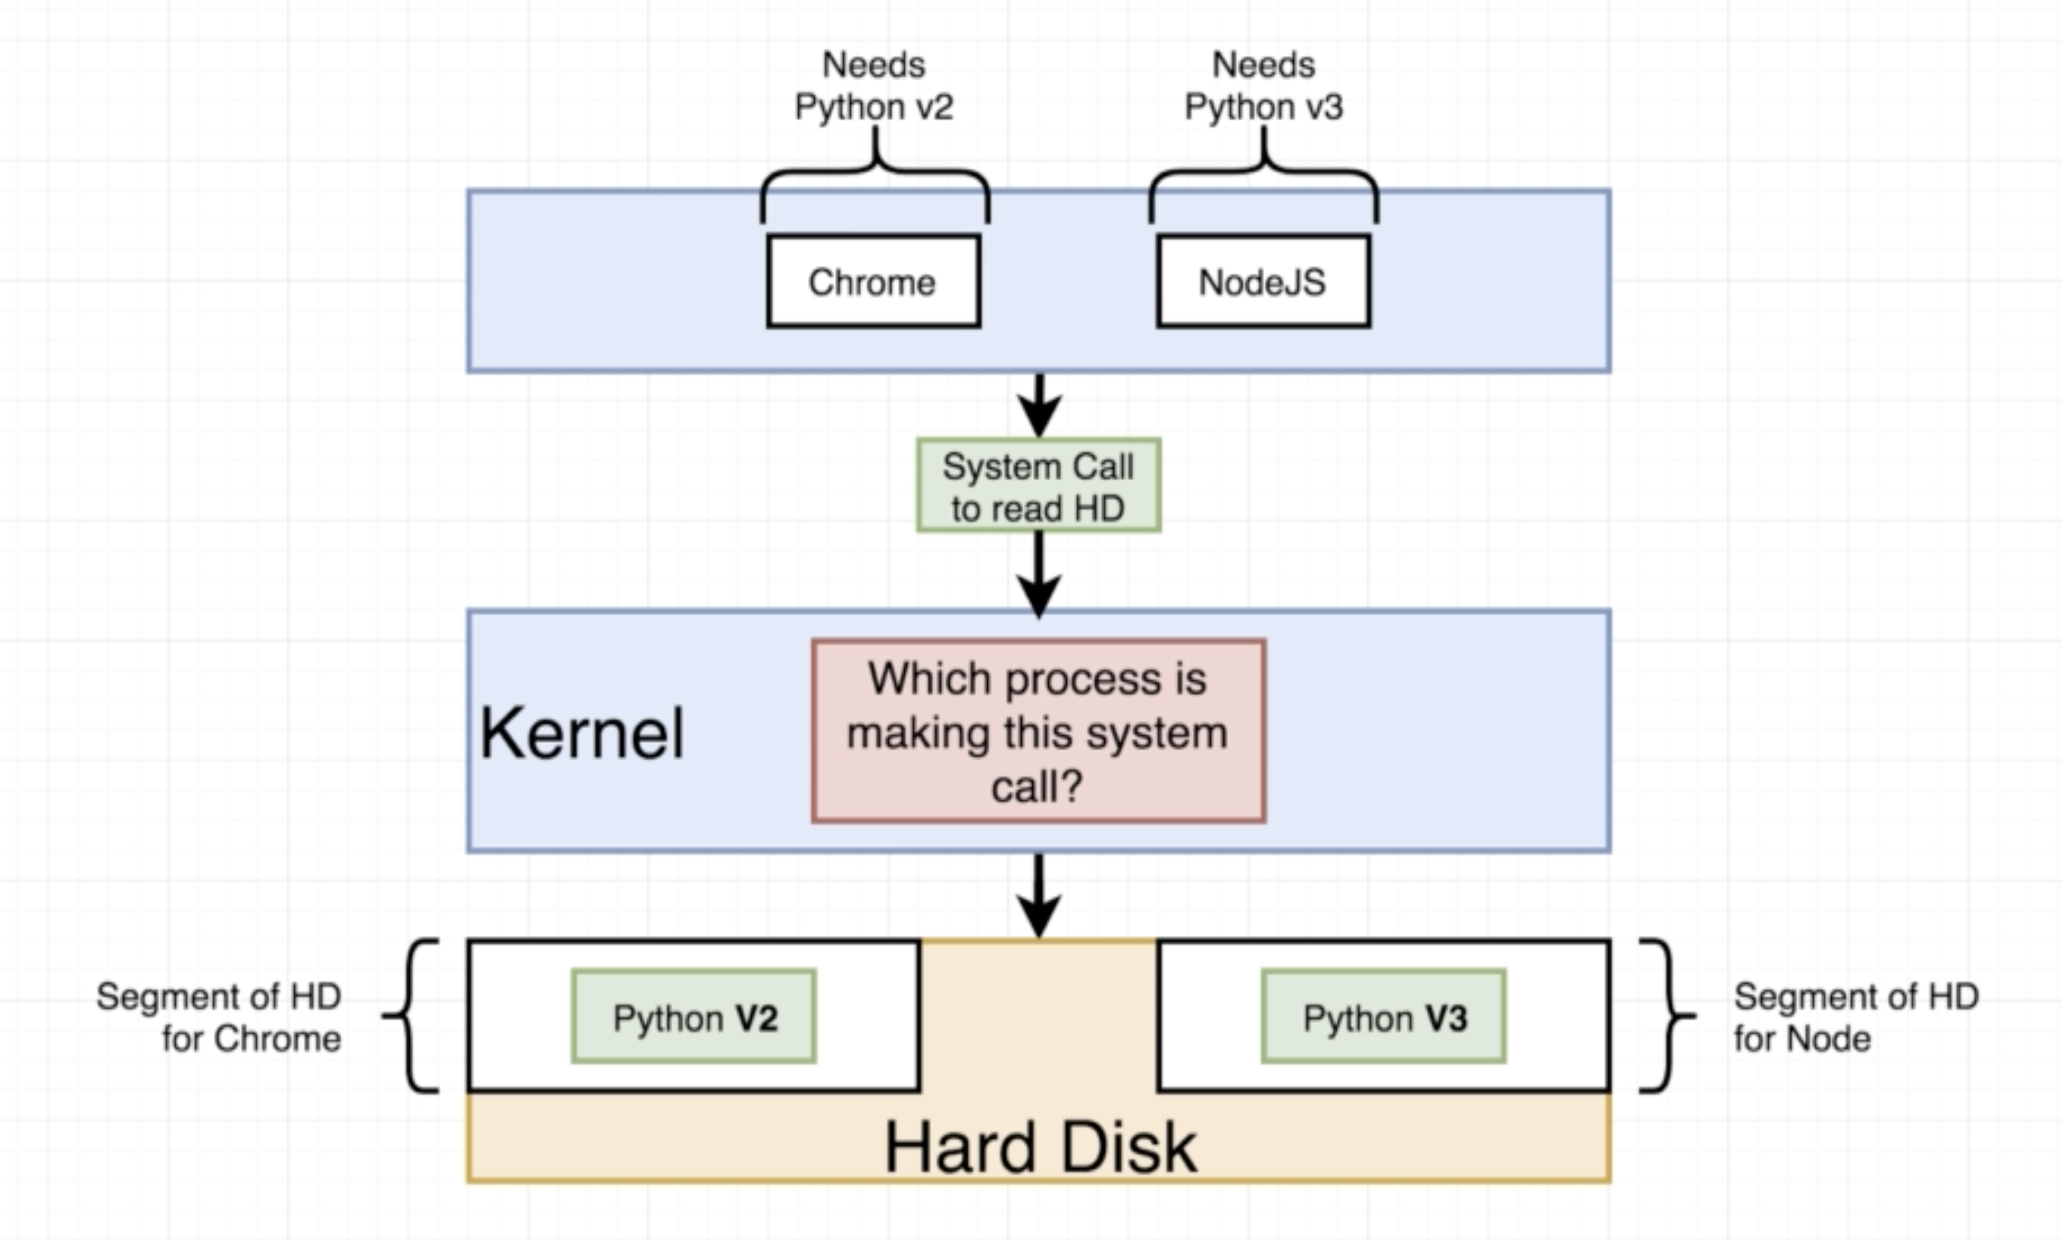 Needs
Python v2
Needs
Python v3
Chrome
NodeJS
System Call
to read HD
Kernel
Which process is
making this system
call?
Segment of HD
for Chrome
Python V2
Python V3
Segment of HD
for Node
Hard Disk